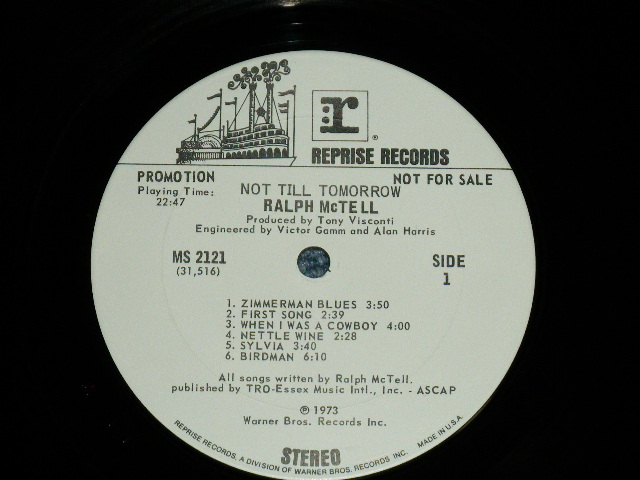 r
®
REPRISE RECORDS
PROMOTION
NOT FOR SALE
Playing Time:
22:47
NOT TILL TOMORROW
RALPH McTELL
Produced by Tony Visconti
Engineered by Victor Gamm and Alan Harris
MS 2121
(31,516)
SIDE
1
1. ZIMMERMAN BLUES 3:50
2. FIRST SONG 2:39
3. WHEN I WAS A COWBOY 4:00
4. NETTLE WINE 2:28
5. SYLVIA 3:40
6. BIRDMAN 6:10
All songs written by Ralph McTell.
published by TRO-Essex Music Intl., Inc. - ASCAP
℗ 1973
Warner Bros. Records Inc.
STEREO
REPRISE RECORDS, A DIVISION OF WARNER BROS. RECORDS INC. MADE IN U.S.A.